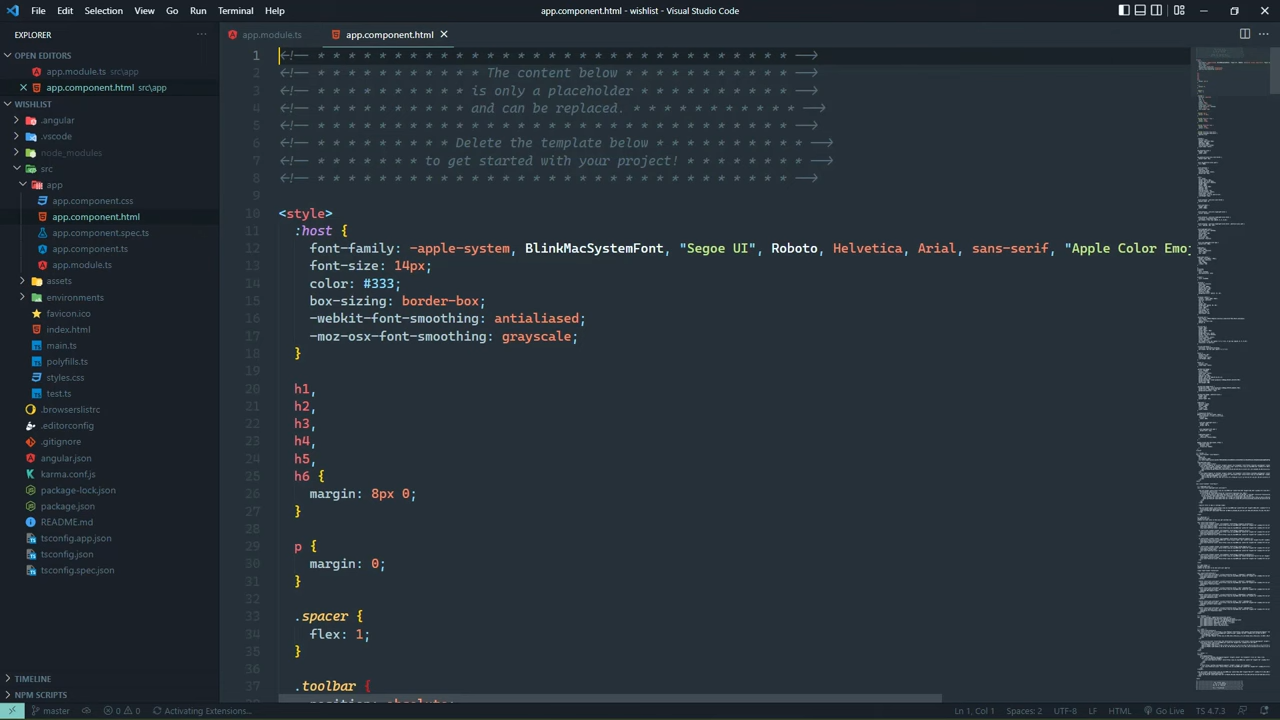 File Edit Selection View Go Run Terminal Help
app.component.html - wishlist - Visual Studio Code
EXPLORER
OPEN EDITORS
app.module.ts src\app
app.component.html src\app
WISHLIST
.angular
.vscode
node_modules
src
app
app.component.css
app.component.html
app.component.spec.ts
app.component.ts
app.module.ts
assets
environments
favicon.ico
index.html
main.ts
polyfills.ts
styles.css
test.ts
.browserslistrc
.editorconfig
.gitignore
angular.json
karma.conf.js
package-lock.json
package.json
README.md
tsconfig.app.json
tsconfig.json
tsconfig.spec.json
TIMELINE
NPM SCRIPTS
app.module.ts
app.component.html
1 <!-- * * * * * * * * * * * * * * * * * * * * * * * * * * * * * * * -->
2 <!-- * * * * * * * * * * * The content below * * * * * * * * * * * -->
3 <!-- * * * * * * * * * * is only a placeholder * * * * * * * * * * -->
4 <!-- * * * * * * * * * * and can be replaced. * * * * * * * * * * * -->
5 <!-- * * * * * * * * * * * * * * * * * * * * * * * * * * * * * * * -->
6 <!-- * * * * * * * * * Delete the template below * * * * * * * * * * -->
7 <!-- * * * * * * * to get started with your project! * * * * * * * * -->
8 <!-- * * * * * * * * * * * * * * * * * * * * * * * * * * * * * * * -->
9
10 <style>
11 :host {
12 font-family: -apple-system, BlinkMacSystemFont, "Segoe UI", Roboto, Helvetica, Arial, sans-serif, "Apple Color Emo
13 font-size: 14px;
14 color: #333;
15 box-sizing: border-box;
16 -webkit-font-smoothing: antialiased;
17 -moz-osx-font-smoothing: grayscale;
18 }
19
20 h1,
21 h2,
22 h3,
23 h4,
24 h5,
25 h6 {
26 margin: 8px 0;
27 }
28
29 p {
30 margin: 0;
31 }
32
33 .spacer {
34 flex: 1;
35 }
36
37 .toolbar {
master 0 0 Activating Extensions... Ln 1, Col 1 Spaces: 2 UTF-8 LF HTML Go Live TS 4.7.3